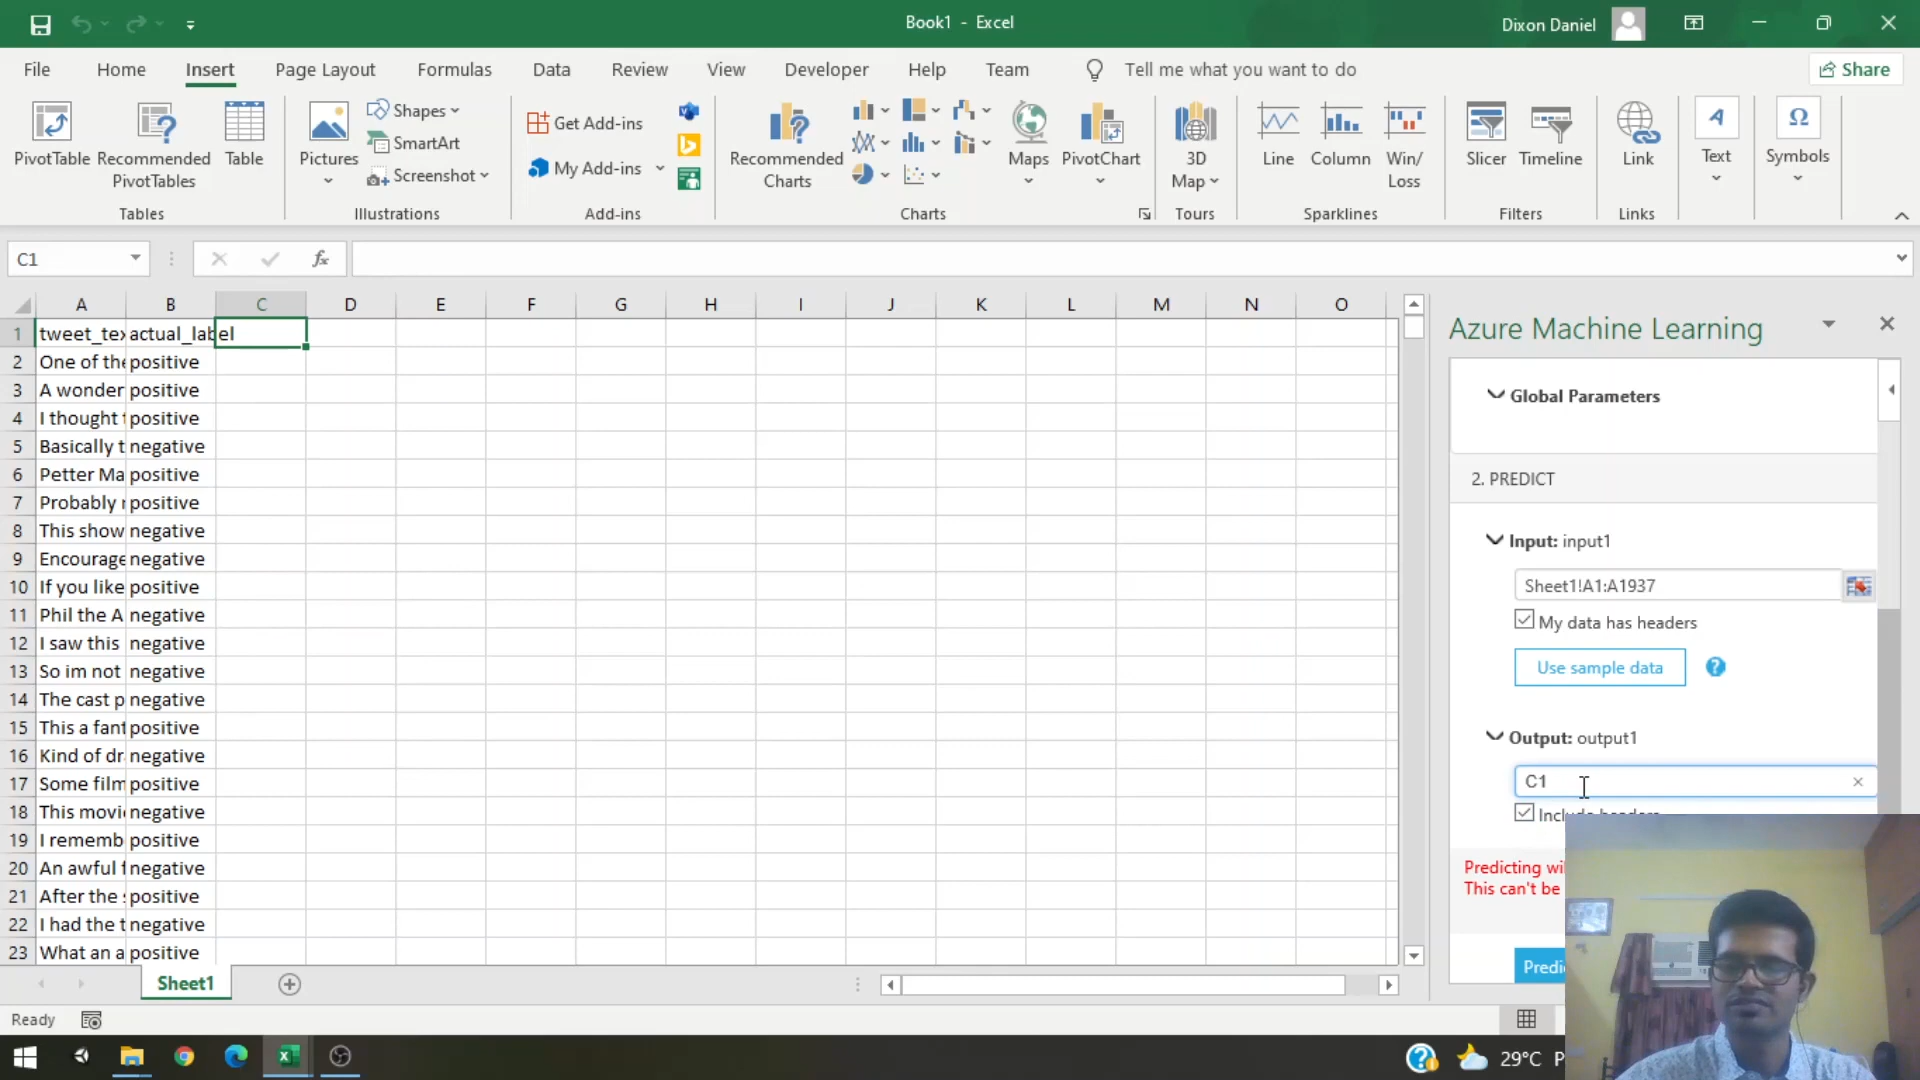 Book1 - Excel
Dixon Daniel
File Home Insert Page Layout Formulas Data Review View Developer Help Team Tell me what you want to do Share
PivotTable
Recommended PivotTables
Table
Tables
Pictures
Shapes
SmartArt
Screenshot
Illustrations
Get Add-ins
My Add-ins
Add-ins
Recommended Charts
Maps
PivotChart
Charts
3D Map
Tours
Line
Column
Win/ Loss
Sparklines
Slicer
Timeline
Filters
Link
Links
Text
Symbols
C1
fx
A B C D E F G H I J K L M N O
1 tweet_tex actual_label
2 One of the positive
3 A wonder positive
4 I thought t positive
5 Basically t negative
6 Petter Ma positive
7 Probably r positive
8 This show negative
9 Encourage negative
10 If you like positive
11 Phil the A negative
12 I saw this negative
13 So im not negative
14 The cast p negative
15 This a fant positive
16 Kind of dr negative
17 Some film positive
18 This movi negative
19 I rememb positive
20 An awful f negative
21 After the s positive
22 I had the t negative
23 What an a positive
Azure Machine Learning
Global Parameters
2. PREDICT
Input: input1
Sheet1!A1:A1937
My data has headers
Use sample data
?
Output: output1
C1
Include headers
Predicting wi
This can't be
Predi
Sheet1
Ready
29°C P